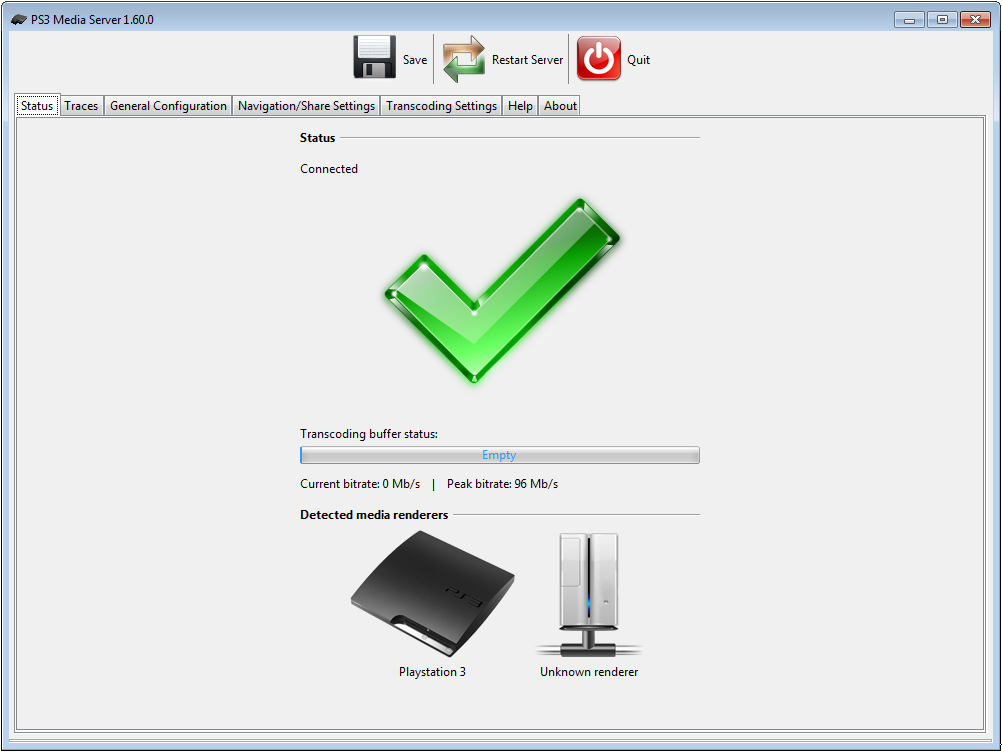 PS3 Media Server 1.60.0
Save Restart Server Quit
Status Traces General Configuration Navigation/Share Settings Transcoding Settings Help About
Status
Connected
Transcoding buffer status:
Empty
Current bitrate: 0 Mb/s | Peak bitrate: 96 Mb/s
Detected media renderers
PS3
Playstation 3 Unknown renderer